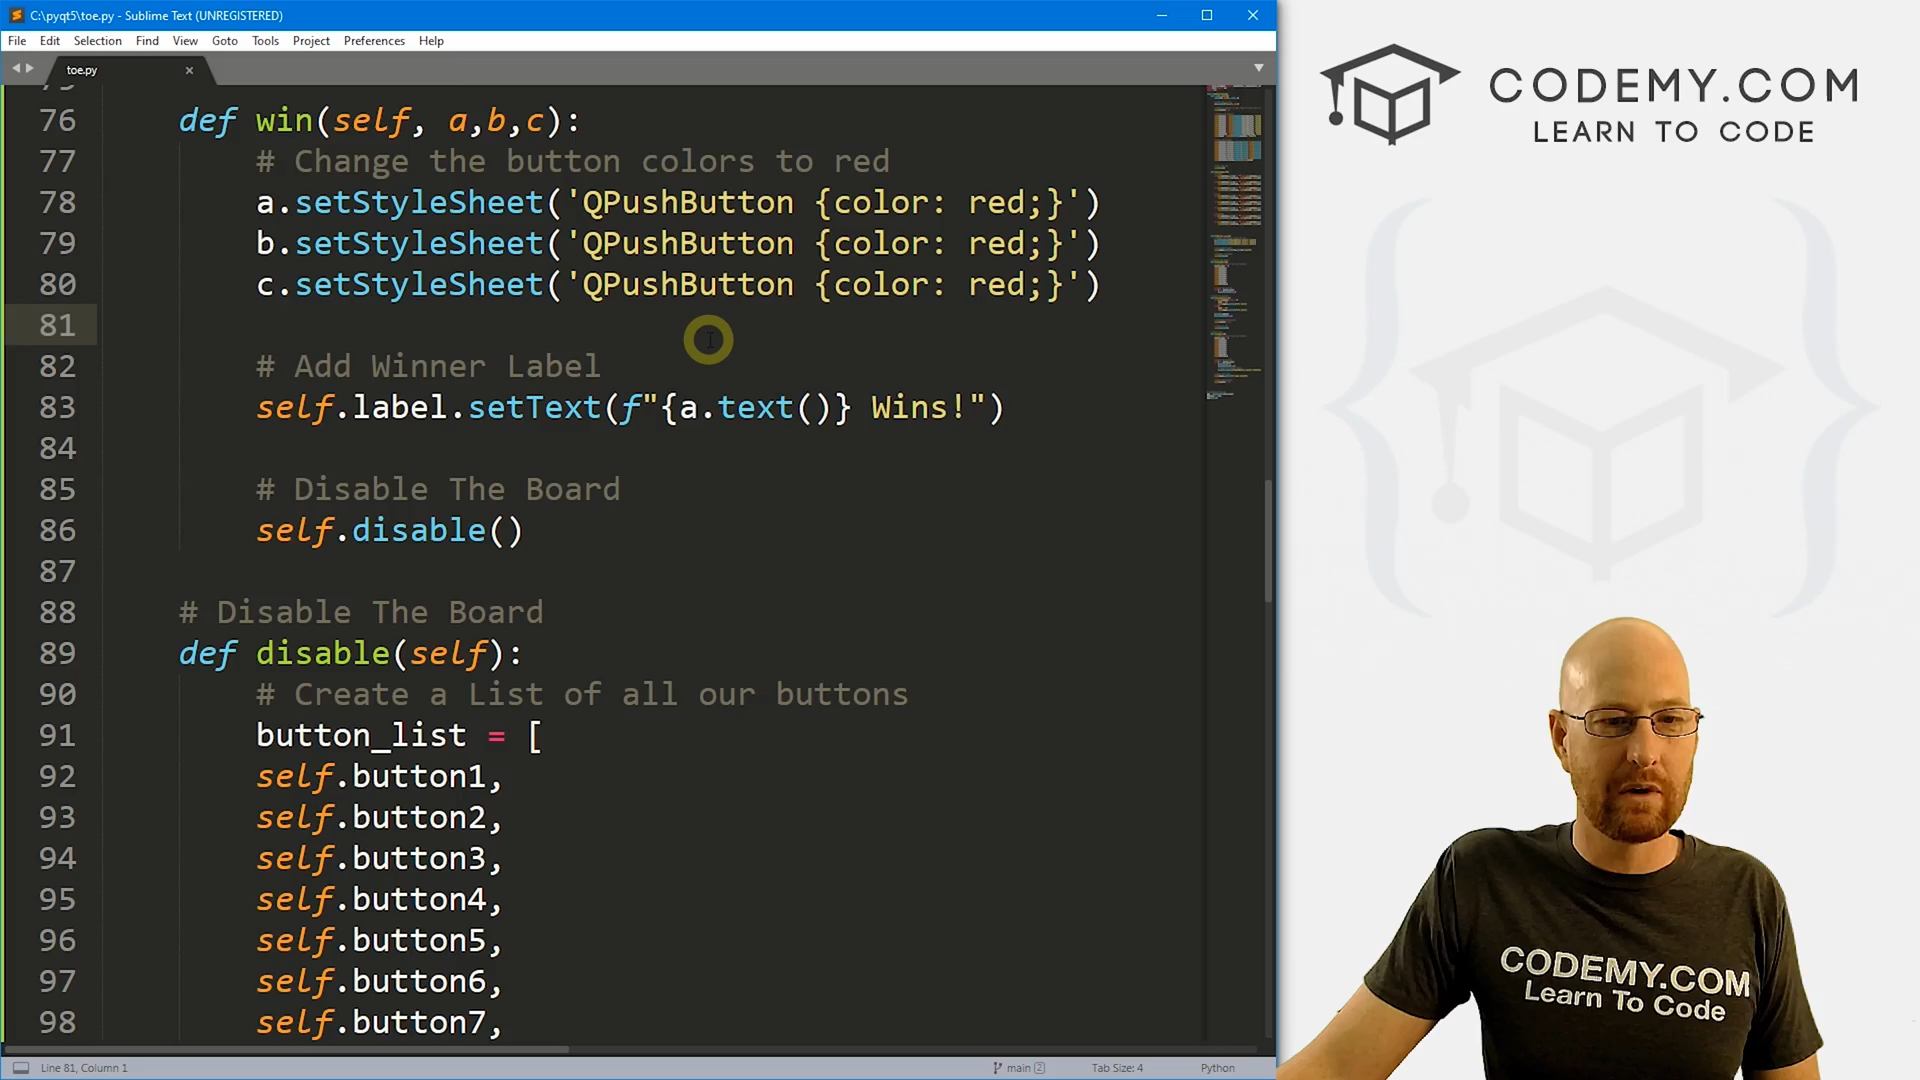 C:\pyqt5\toe.py - Sublime Text (UNREGISTERED)
File Edit Selection Find View Goto Tools Project Preferences Help
toe.py
76 def win(self, a,b,c):
77 # Change the button colors to red
78 a.setStyleSheet('QPushButton {color: red;}')
79 b.setStyleSheet('QPushButton {color: red;}')
80 c.setStyleSheet('QPushButton {color: red;}')
81
82 # Add Winner Label
83 self.label.setText(f"{a.text()} Wins!")
84
85 # Disable The Board
86 self.disable()
87
88 # Disable The Board
89 def disable(self):
90 # Create a List of all our buttons
91 button_list = [
92 self.button1,
93 self.button2,
94 self.button3,
95 self.button4,
96 self.button5,
97 self.button6,
98 self.button7,
Line 81, Column 1
main 2
Tab Size: 4
Python
CODEMY.COM
LEARN TO CODE
CODEMY.COM
Learn To Code